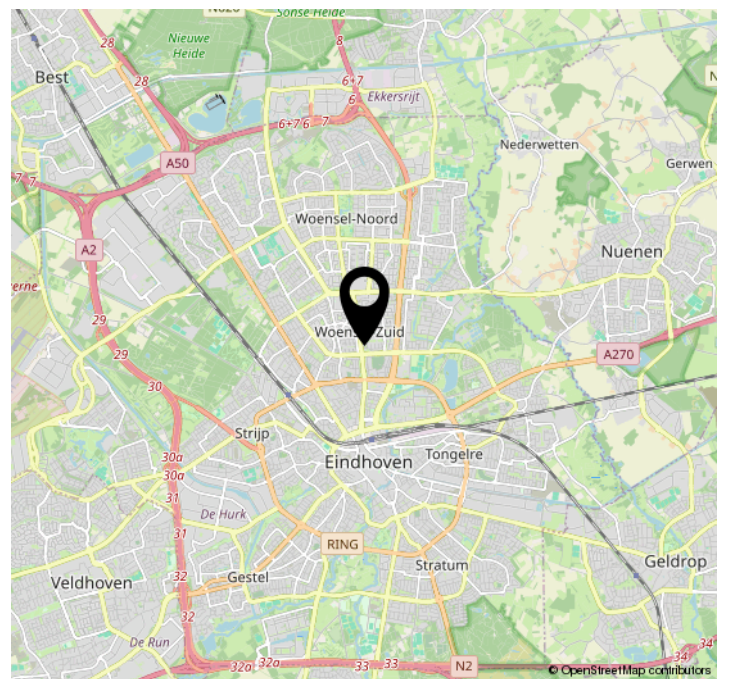 Sonse Heide
28
Nieuwe
Heide
8
Best
28
6+7
6
Ekkersrijt
6+7 6
7
Nederwetten
A50
Gerwen
7
7
Woensel-Noord
A2
Nuenen
29
Zuid
A270
29
30
Strijp
30a
Eindhoven
Tongelre
30a
31
De Hurk
31
RING
Geldrop
Stratum
32
Gestel
Veldhoven
32
De Run
34
34
32a
32a
33
33
N2
© OpenStreetMap contributors